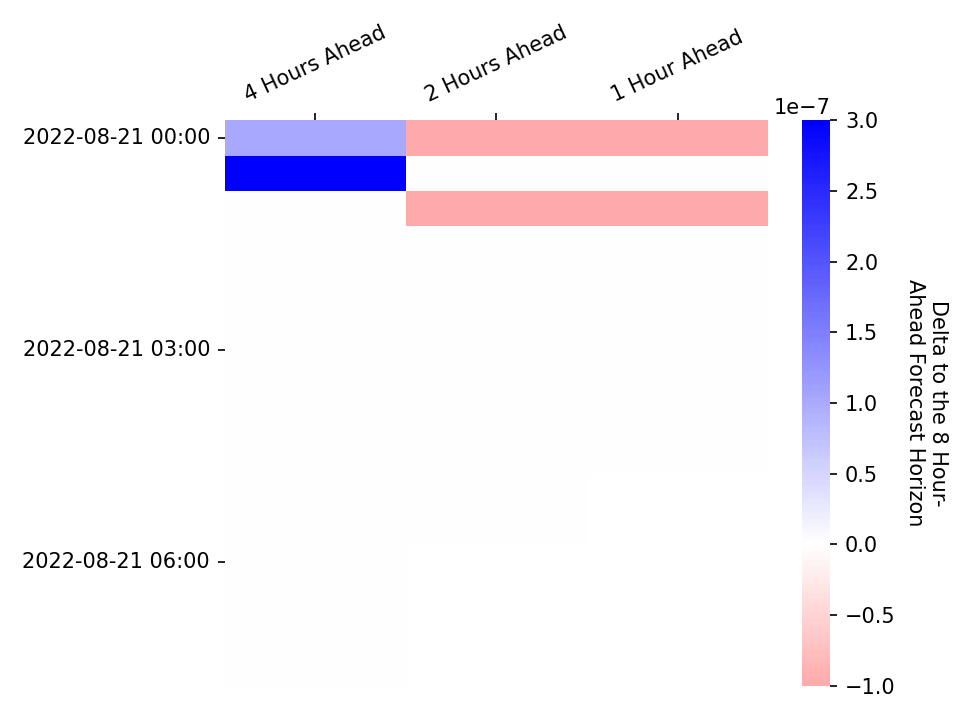 4 Hours Ahead
2 Hours Ahead
1 Hour Ahead
1e−7
2022-08-21 00:00
2022-08-21 03:00
2022-08-21 06:00
3.0
2.5
2.0
1.5
1.0
0.5
0.0
−0.5
−1.0
Delta to the 8 Hour-
Ahead Forecast Horizon